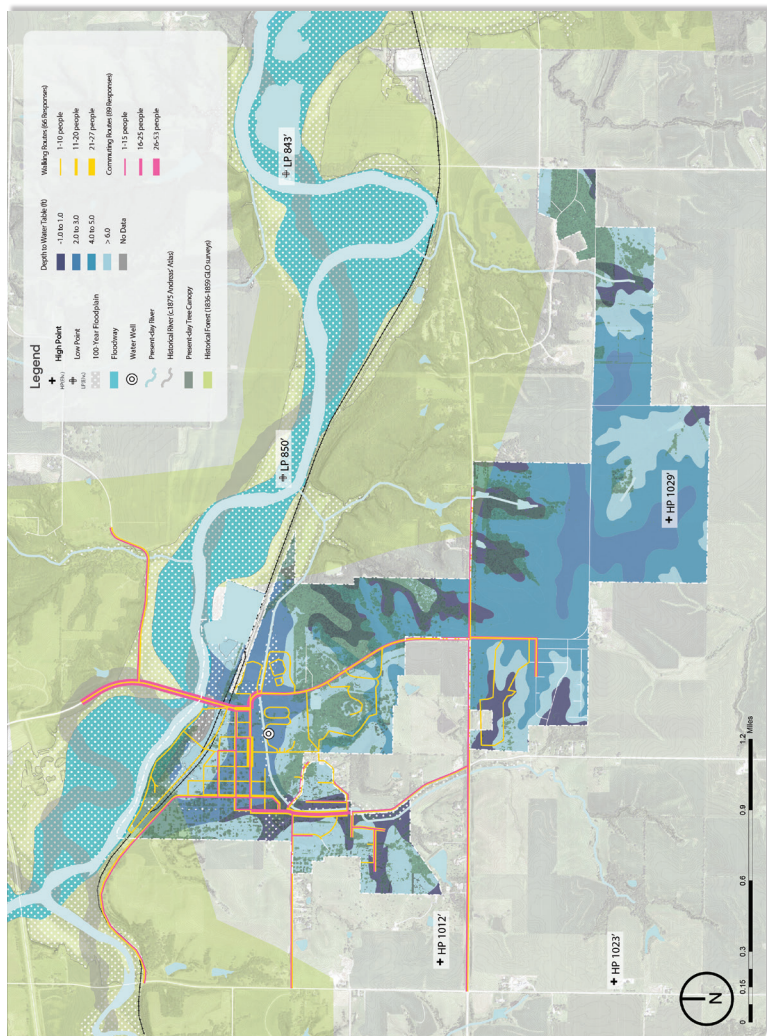 Legend
High Point
HP(Elv.)
Low Point
100 Year Floodplain
Floodway
Water Well
Present-day River
Historical River (c.1875 Andreas' Atlas)
Present-day Tree Canopy
Historical Forest (1836-1859 GLO surveys)
Depth to Water Table (ft)
-1.0 to 1.0
2.0 to 3.0
4.0 to 5.0
> 6.0
No Data
Walking Routes (66 Responses)
1-10 people
11-20 people
21-27 people
Commuting Routes (89 Responses)
1-15 people
16-25 people
26-53 people
LP 843'
LP 850'
HP 1029'
HP 1012'
HP 1023'
N
0 0.15 0.3 0.6 0.9 1.2
Miles